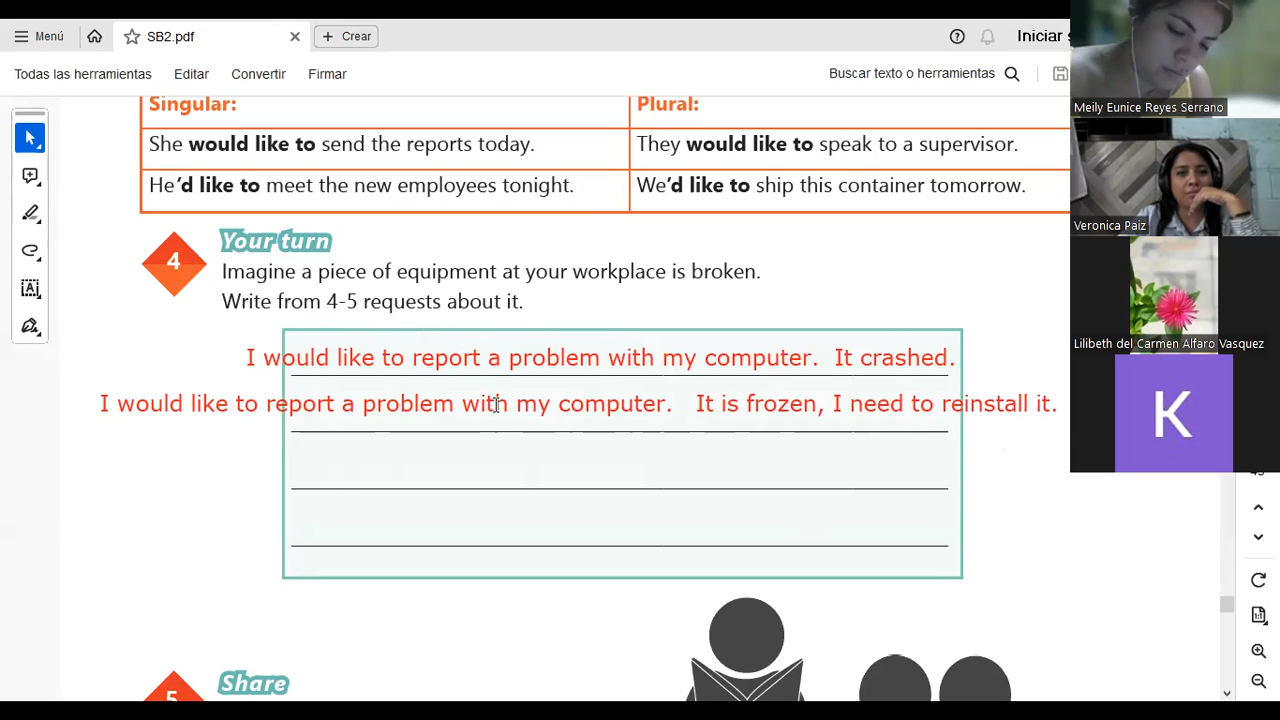 Menú
SB2.pdf
Crear
Iniciar s
Todas las herramientas
Editar
Convertir
Firmar
Buscar texto o herramientas
Meily Eunice Reyes Serrano
Singular:
Plural:
She would like to send the reports today.
They would like to speak to a supervisor.
He'd like to meet the new employees tonight.
We'd like to ship this container tomorrow.
Veronica Paiz
4
Your turn
Imagine a piece of equipment at your workplace is broken.
Write from 4-5 requests about it.
Lilibeth del Carmen Alfaro Vasquez
I would like to report a problem with my computer. It crashed.
I would like to report a problem with my computer. It is frozen, I need to reinstall it.
K
5
Share